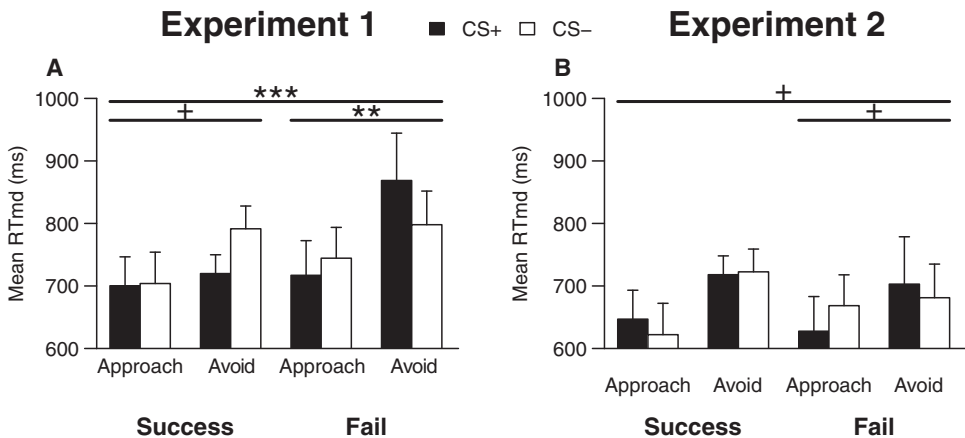 Experiment 1 CS+ CS− Experiment 2
A
B
Mean RTmd (ms)
1000
900
800
700
600
***
+
**
Approach Avoid Approach Avoid
Success Fail
Mean RTmd (ms)
1000
900
800
700
600
+
+
Approach Avoid Approach Avoid
Success Fail